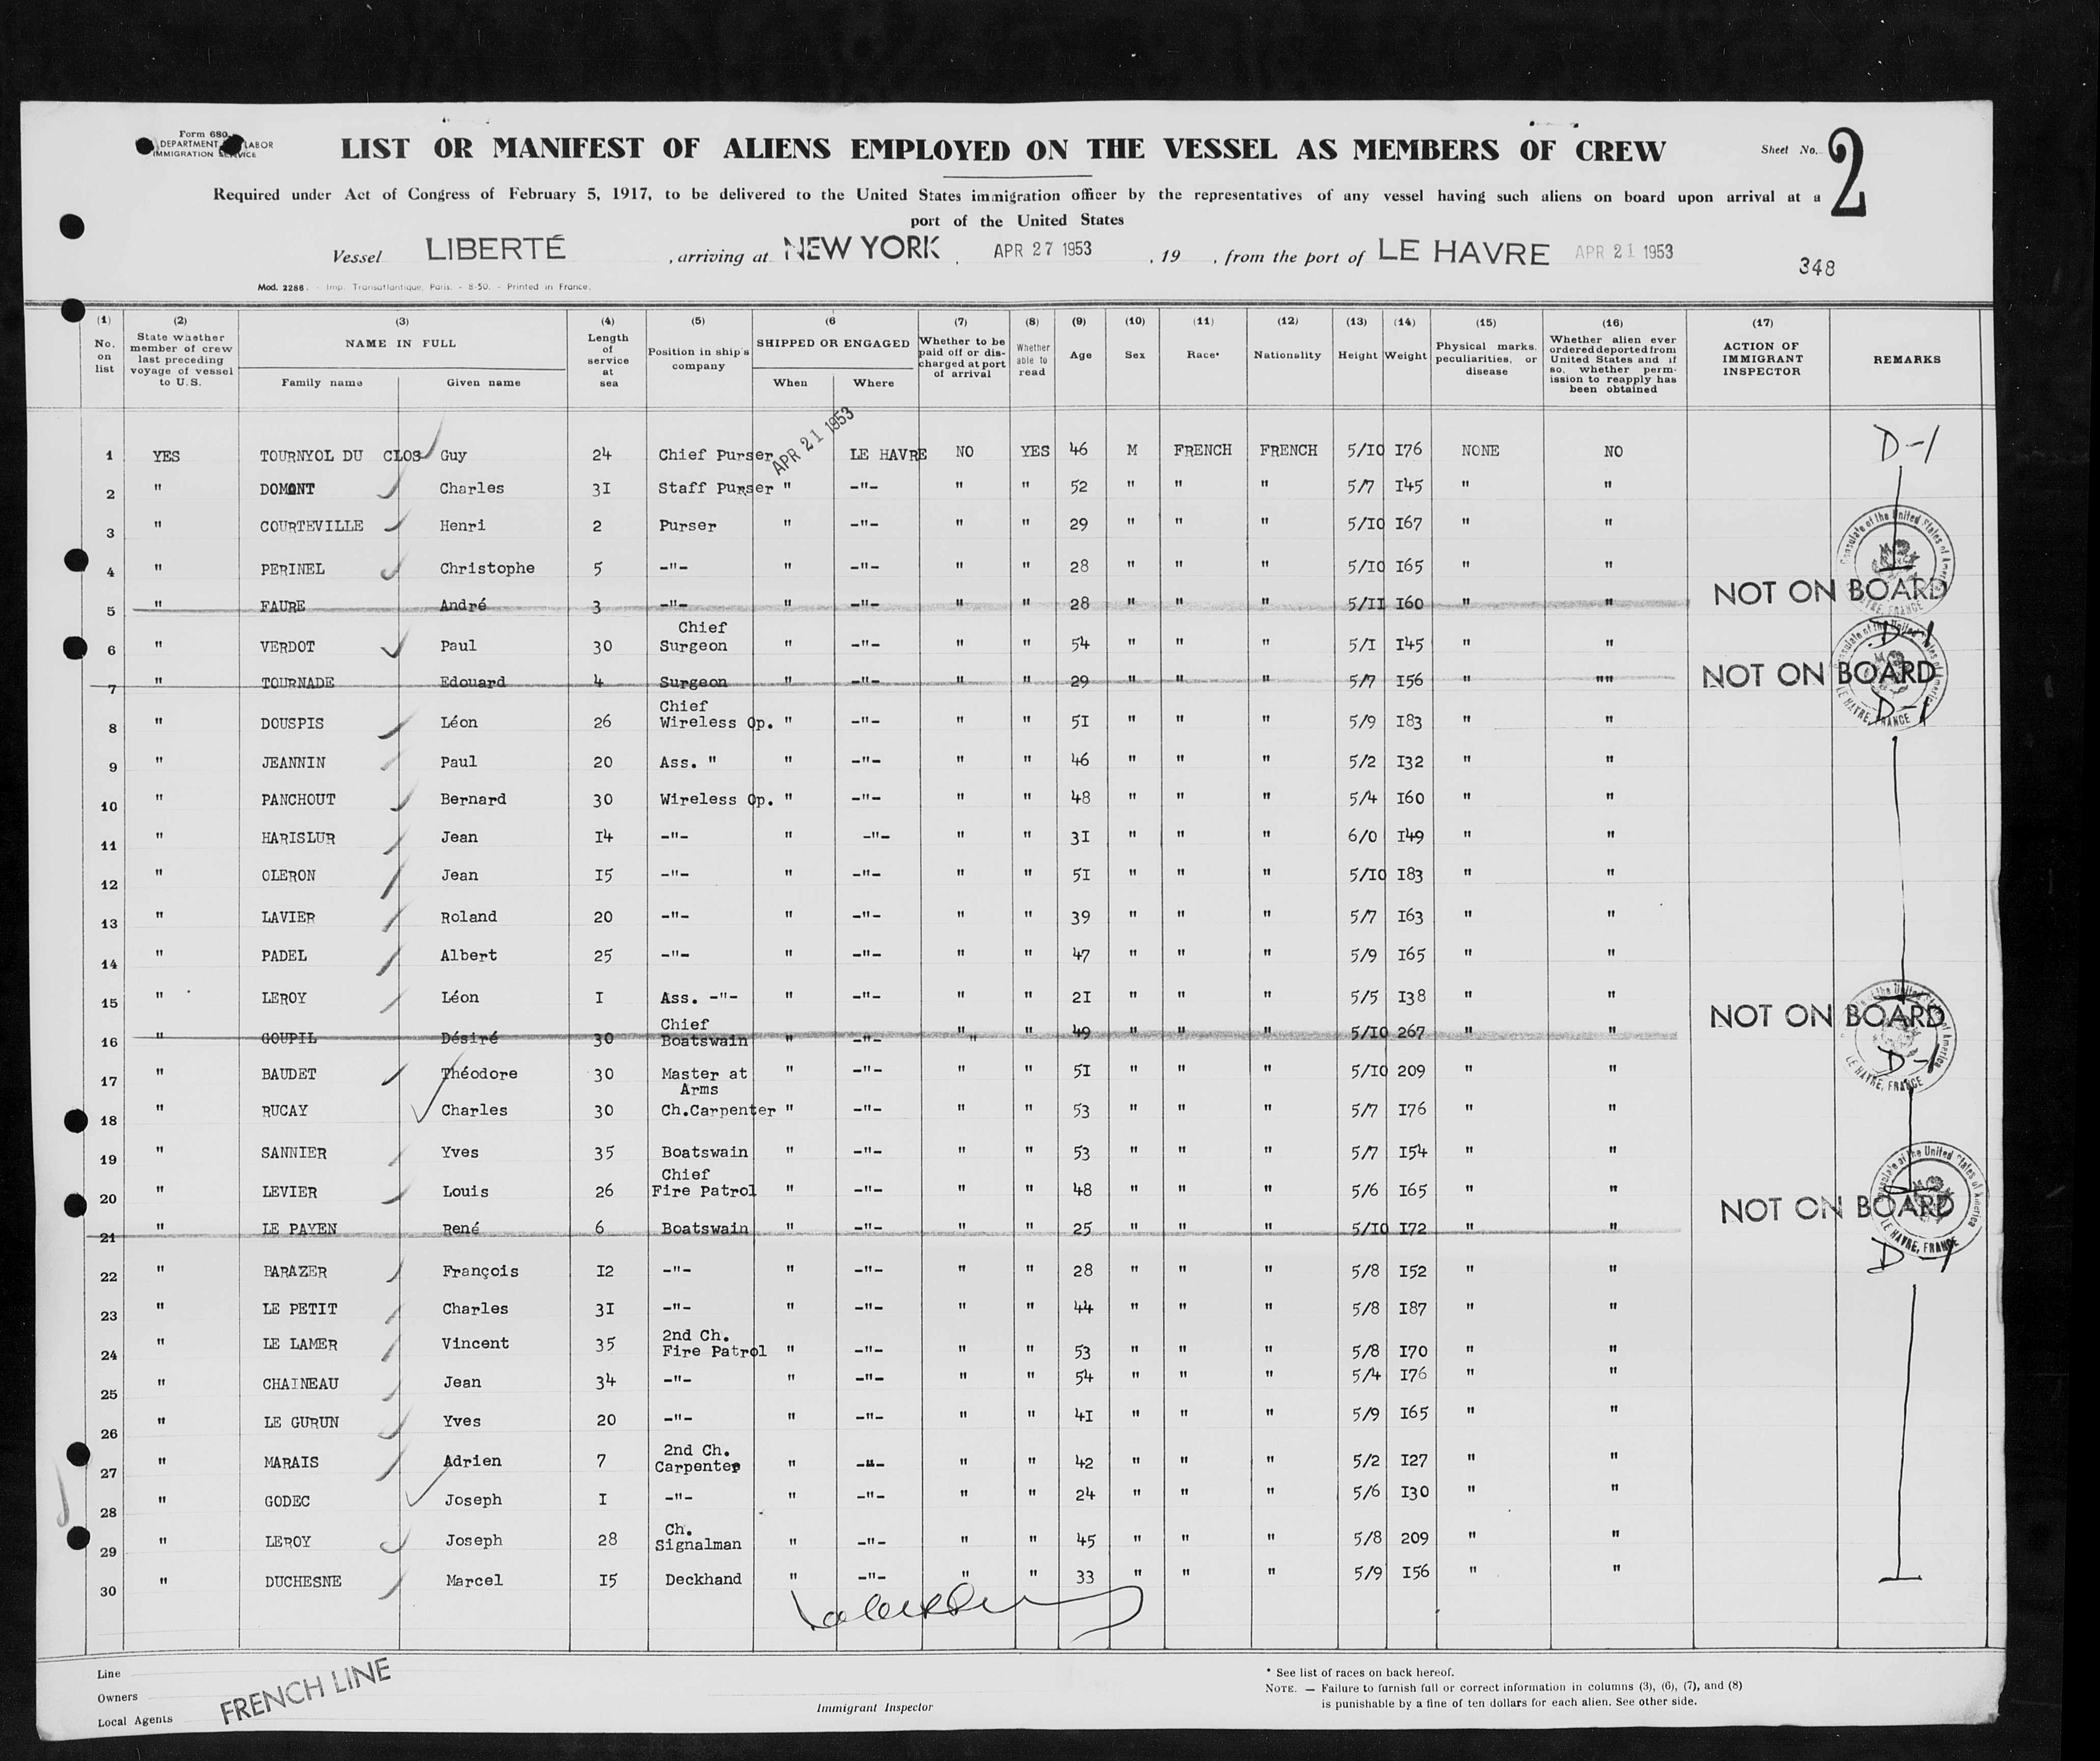 Form 680
DEPARTMENT LABOR
IMMIGRATION SERVICE
LIST OR MANIFEST OF ALIENS EMPLOYED ON THE VESSEL AS MEMBERS OF CREW
Sheet No. 2
Required under Act of Congress of February 5, 1917, to be delivered to the United States immigration officer by the representatives of any vessel having such aliens on board upon arrival at a
port of the United States
Vessel LIBERTÉ , arriving at NEW YORK , APR 27 1953 , 19 , from the port of LE HAVRE APR 21 1953
348
Mod. 2286. - Imp. Transatlantique, Paris. - 8-50. - Printed in France.
(1) No. on list (2) State whether member of crew last preceding voyage of vessel to U.S. (3) NAME IN FULL Family name Given name (4) Length of service at sea (5) Position in ship's company (6 SHIPPED OR ENGAGED When Where (7) Whether to be paid off or discharged at port of arrival (8) Whether able to read (9) Age (10) Sex (11) Race* (12) Nationality (13) Height (14) Weight (15) Physical marks, peculiarities, or disease (16) Whether alien ever ordered deported from United States and if so, whether permission to reapply has been obtained (17) ACTION OF IMMIGRANT INSPECTOR REMARKS
1 YES TOURNYOL DU CLOS Guy 24 Chief Purser APR 21 1953 LE HAVRE NO YES 46 M FRENCH FRENCH 5/10 176 NONE NO D-1
2 " DOMONT Charles 31 Staff Purser " -"- " " 52 " " " 5/7 145 " "
3 " COURTEVILLE Henri 2 Purser " -"- " " 29 " " " 5/10 167 " "
4 " PERINEL Christophe 5 -"- " -"- " " 28 " " " 5/10 165 " "
5 " FAURE André 3 -"- " -"- " " 28 " " " 5/11 160 " " NOT ON BOARD
6 " VERDOT Paul 30 Chief Surgeon " -"- " " 54 " " " 5/1 145 " " D-1
7 " TOURNADE Edouard 4 Surgeon " -"- " " 29 " " " 5/7 156 " "" NOT ON BOARD
8 " DOUSPIS Léon 26 Chief Wireless Op. " -"- " " 51 " " " 5/9 183 " " D-1
9 " JEANNIN Paul 20 Ass. " " -"- " " 46 " " " 5/2 132 " "
10 " PANCHOUT Bernard 30 Wireless Op. " -"- " " 48 " " " 5/4 160 " "
11 " HARISLUR Jean 14 -"- " -"- " " 31 " " " 6/0 149 " "
12 " OLERON Jean 15 -"- " -"- " " 51 " " " 5/10 183 " "
13 " LAVIER Roland 20 -"- " -"- " " 39 " " " 5/7 163 " "
14 " PADEL Albert 25 -"- " -"- " " 47 " " " 5/9 165 " "
15 " LEROY Léon 1 Ass. -"- " -"- " " 21 " " " 5/5 138 " "
16 " GOUPIL Désiré 30 Chief Boatswain " -"- " " " 49 " " " 5/10 267 " " NOT ON BOARD
17 " BAUDET Théodore 30 Master at Arms " -"- " " 51 " " " 5/10 209 " " D-1
18 " RUCAY Charles 30 Ch.Carpenter " -"- " " 53 " " " 5/7 176 " "
19 " SANNIER Yves 35 Boatswain " -"- " " 53 " " " 5/7 154 " "
20 " LEVIER Louis 26 Chief Fire Patrol " -"- " " 48 " " " 5/6 165 " "
21 " LE PAYEN René 6 Boatswain " -"- " " 25 " " " 5/10 172 " " NOT ON BOARD
22 " BARAZER François 12 -"- " -"- " " 28 " " " 5/8 152 " " D-1
23 " LE PETIT Charles 31 -"- " -"- " " 44 " " " 5/8 187 " "
24 " LE LAMER Vincent 35 2nd Ch. Fire Patrol " -"- " " 53 " " " 5/8 170 " "
25 " CHAINEAU Jean 34 -"- " -"- " " 54 " " " 5/4 176 " "
26 " LE GURUN Yves 20 -"- " -"- " " 41 " " " 5/9 165 " "
27 " MARAIS Adrien 7 2nd Ch. Carpenter " -"- " " 42 " " " 5/2 127 " "
28 " GODEC Joseph 1 -"- " -"- " " 24 " " " 5/6 130 " "
29 " LEROY Joseph 28 Ch. Signalman " -"- " " 45 " " " 5/8 209 " "
30 " DUCHESNE Marcel 15 Deckhand " -"- " " 33 " " " 5/9 156 " "
Consulate of the United States of America
LE HAVRE, FRANCE
Line
Owners
Local Agents
FRENCH LINE
Immigrant Inspector
* See list of races on back hereof.
NOTE. — Failure to furnish full or correct information in columns (3), (6), (7), and (8)
is punishable by a fine of ten dollars for each alien. See other side.